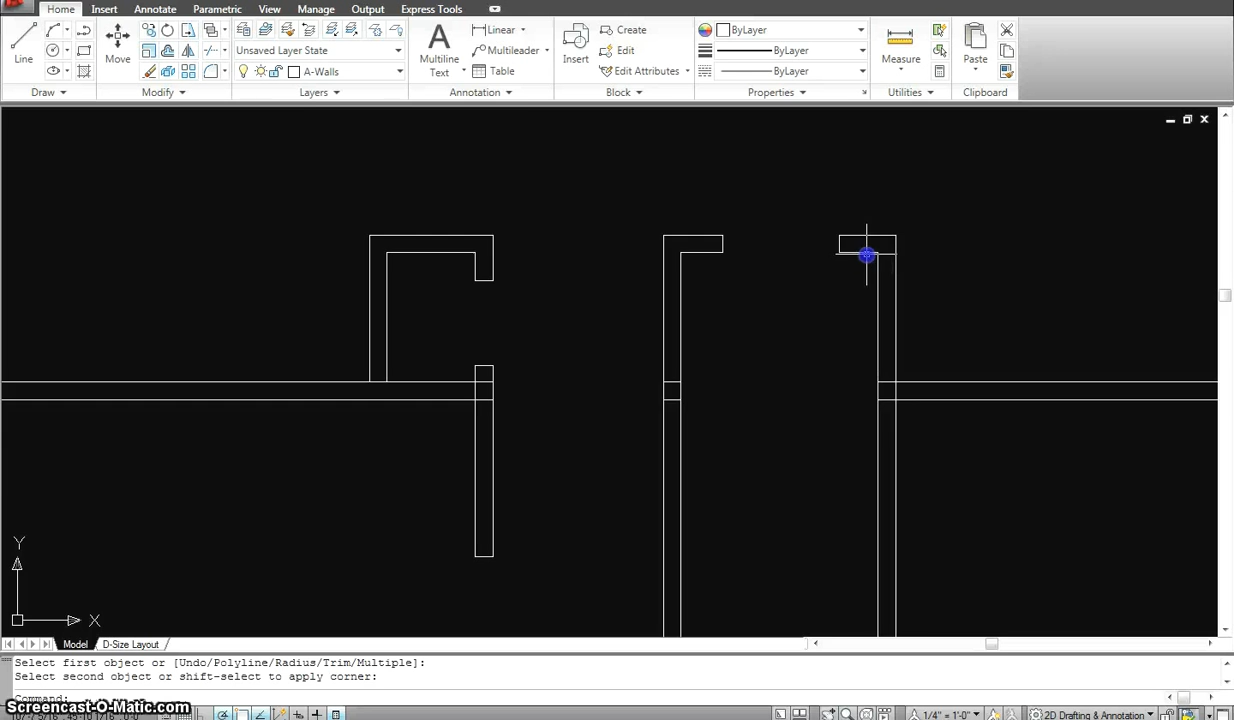 Home Insert Annotate Parametric View Manage Output Express Tools
Line Move Unsaved Layer State A-Walls Multiline Text Linear Multileader Table Insert Create Edit Edit Attributes ByLayer ByLayer ByLayer Measure Paste
Draw Modify Layers Annotation Block Properties Utilities Clipboard
Y
X
Model D-Size Layout
Select first object or [Undo/Polyline/Radius/Trim/Multiple]:
Select second object or shift-select to apply corner:
Command:
Screencast-O-Matic.com
1/4" = 1'-0" 2D Drafting & Annotation